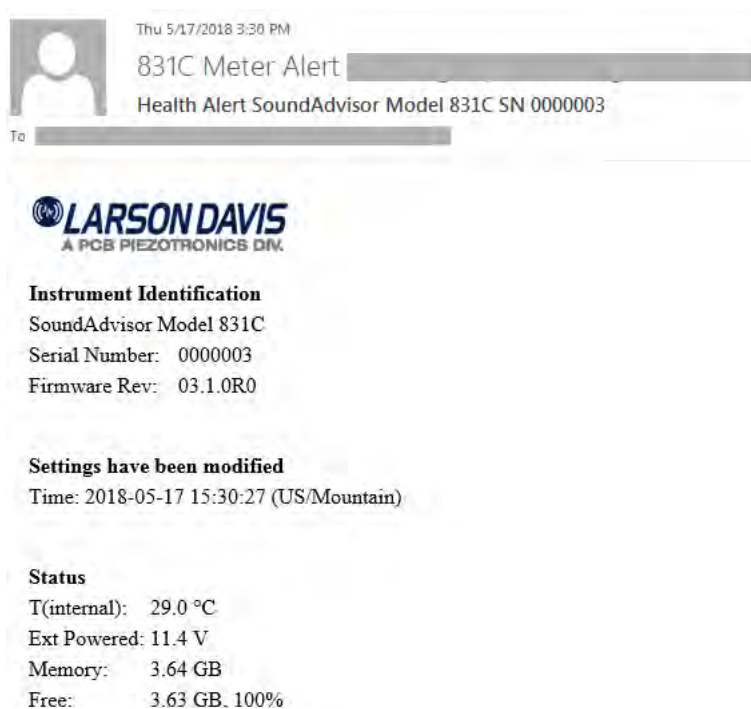 Thu 5/17/2018 3:30 PM
831C Meter Alert
Health Alert SoundAdvisor Model 831C SN 0000003
To
LARSON DAVIS
A PCB PIEZOTRONICS DIV.
Instrument Identification
SoundAdvisor Model 831C
Serial Number: 0000003
Firmware Rev: 03.1.0R0
Settings have been modified
Time: 2018-05-17 15:30:27 (US/Mountain)
Status
T(internal): 29.0 °C
Ext Powered: 11.4 V
Memory: 3.64 GB
Free: 3.63 GB, 100%